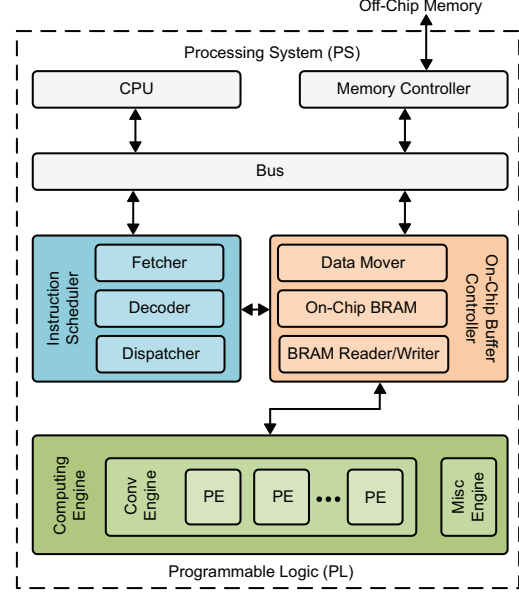 Off-Chip Memory
Processing System (PS)
CPU
Memory Controller
Bus
Instruction
Scheduler
Fetcher
Decoder
Dispatcher
Data Mover
On-Chip BRAM
BRAM Reader/Writer
On-Chip Buffer
Controller
Computing
Engine
Conv
Engine
PE
PE
PE
Misc
Engine
Programmable Logic (PL)